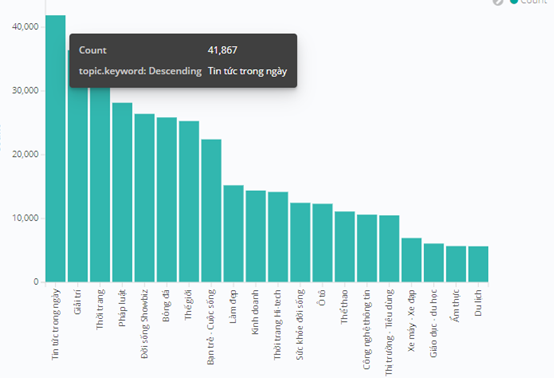 Count
40,000
30,000
20,000
10,000
0
Count 41,867
topic.keyword: Descending Tin tức trong ngày
Tin tức trong ngày
Giải trí
Thời trang
Pháp luật
Đời sống Showbiz
Bóng đá
Thế giới
Bạn trẻ - Cuộc sống
Làm đẹp
Kinh doanh
Thời trang Hi-tech
Sức khỏe đời sống
Ô tô
Thể thao
Công nghệ thông tin
Thị trường - Tiêu dùng
Xe máy - Xe đạp
Giáo dục - du học
Ẩm thực
Du lịch